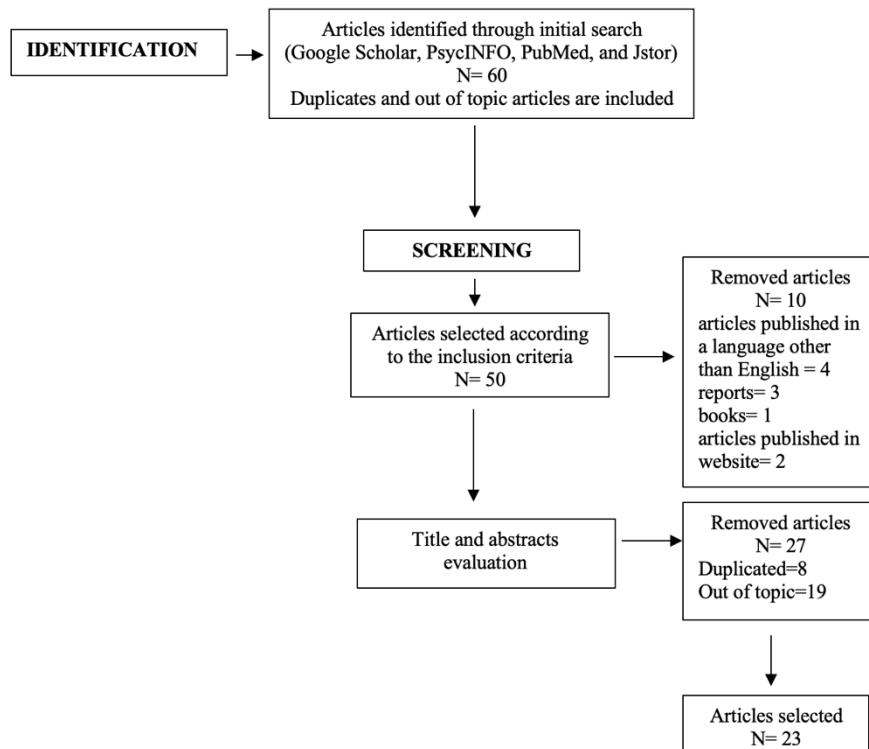 IDENTIFICATION
Articles identified through initial search
(Google Scholar, PsycINFO, PubMed, and Jstor)
N= 60
Duplicates and out of topic articles are included
SCREENING
Articles selected according
to the inclusion criteria
N= 50
Removed articles
N= 10
articles published in
a language other
than English = 4
reports= 3
books= 1
articles published in
website= 2
Title and abstracts
evaluation
Removed articles
N= 27
Duplicated=8
Out of topic=19
Articles selected
N= 23